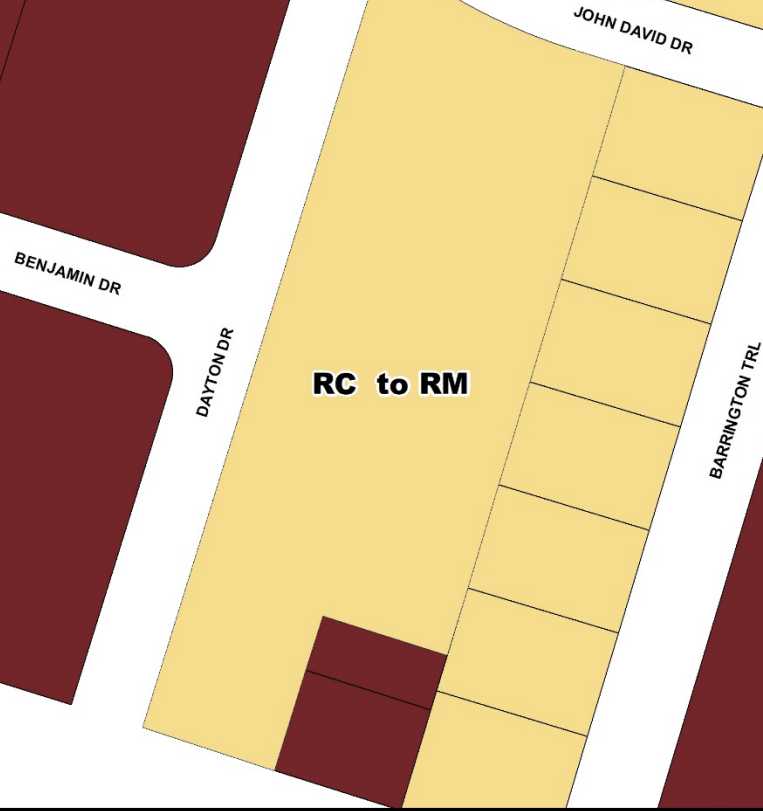 JOHN DAVID DR
BENJAMIN DR
DAYTON DR
RC to RM
BARRINGTON TRL